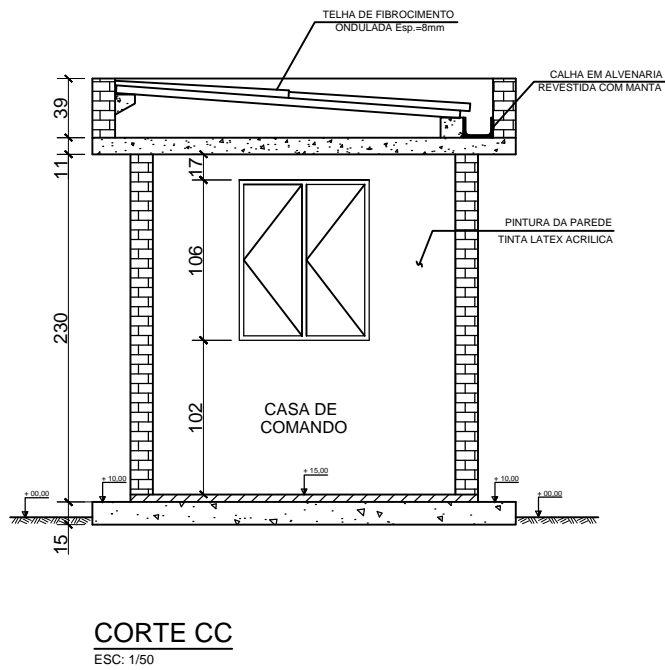 TELHA DE FIBROCIMENTO
ONDULADA Esp.=8mm
CALHA EM ALVENARIA
REVESTIDA COM MANTA
39
11
17
PINTURA DA PAREDE
TINTA LATEX ACRILICA
106
230
102
CASA DE
COMANDO
+ 00,00
+ 10,00
+ 15,00
+ 10,00
+ 00,00
15
CORTE CC
ESC: 1/50